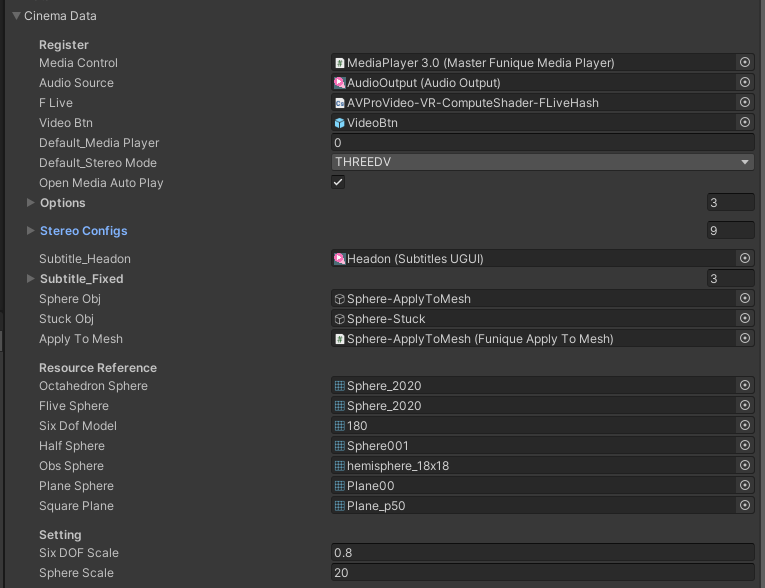 Cinema Data
Register
Media Control MediaPlayer 3.0 (Master Funique Media Player)
Audio Source AudioOutput (Audio Output)
F Live AVProVideo-VR-ComputeShader-FLiveHash
Video Btn VideoBtn
Default_Media Player 0
Default_Stereo Mode THREEDV
Open Media Auto Play
Options 3
Stereo Configs 9
Subtitle_Headon Headon (Subtitles UGUI)
Subtitle_Fixed 3
Sphere Obj Sphere-ApplyToMesh
Stuck Obj Sphere-Stuck
Apply To Mesh Sphere-ApplyToMesh (Funique Apply To Mesh)
Resource Reference
Octahedron Sphere Sphere_2020
Flive Sphere Sphere_2020
Six Dof Model 180
Half Sphere Sphere001
Obs Sphere hemisphere_18x18
Plane Sphere Plane00
Square Plane Plane_p50
Setting
Six DOF Scale 0.8
Sphere Scale 20